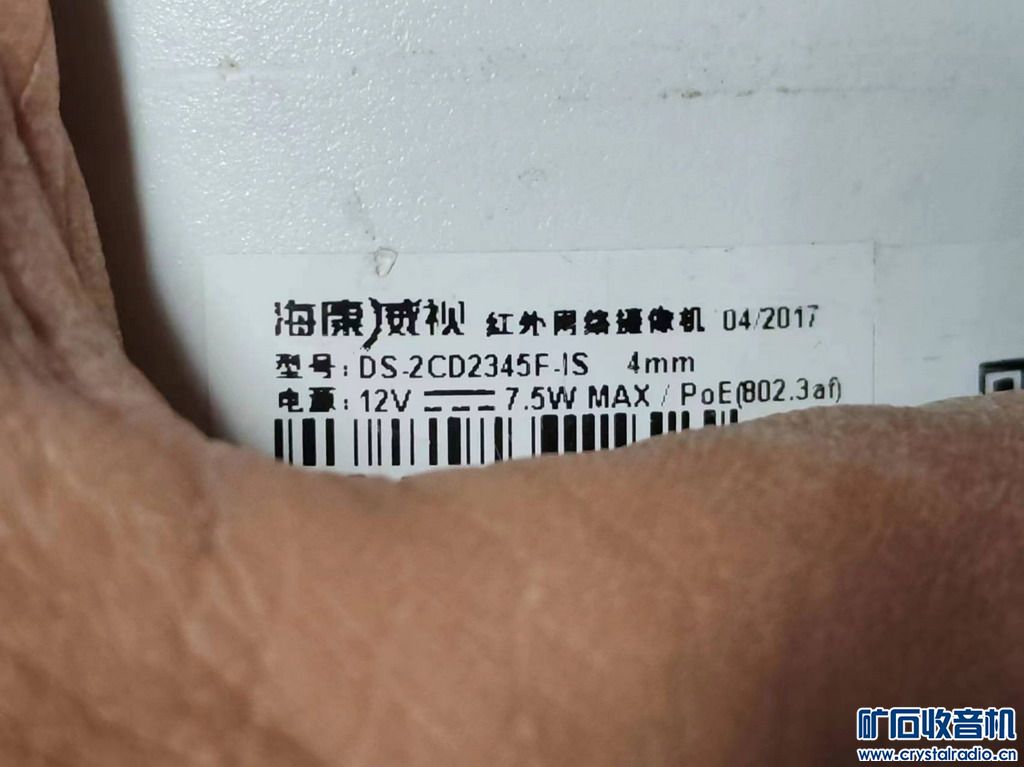 海康威视 红外网络摄像机 04/2017
型号：DS-2CD2345F-IS 4mm
电源：12V 7.5W MAX / PoE(802.3af)
矿石收音机
www.crystalradio.cn